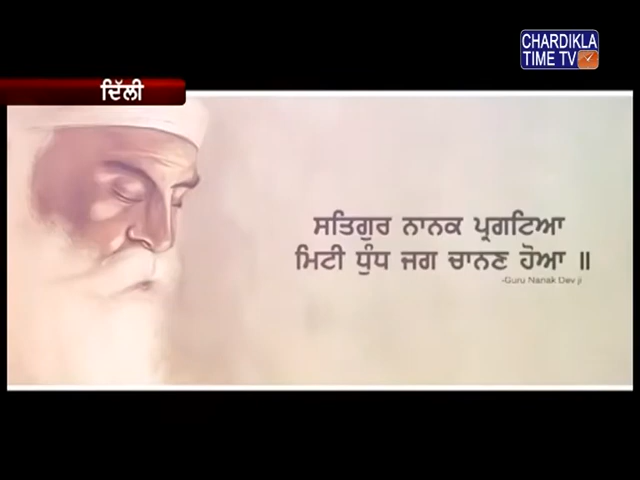 CHARDIKLA
TIME TV
ਦਿੱਲੀ
ਸਤਿਗੁਰ ਨਾਨਕ ਪ੍ਰਗਟਿਆ
ਮਿਟੀ ਧੁੰਧ ਜਗ ਚਾਨਣ ਹੋਆ ॥
-Guru Nanak Dev ji